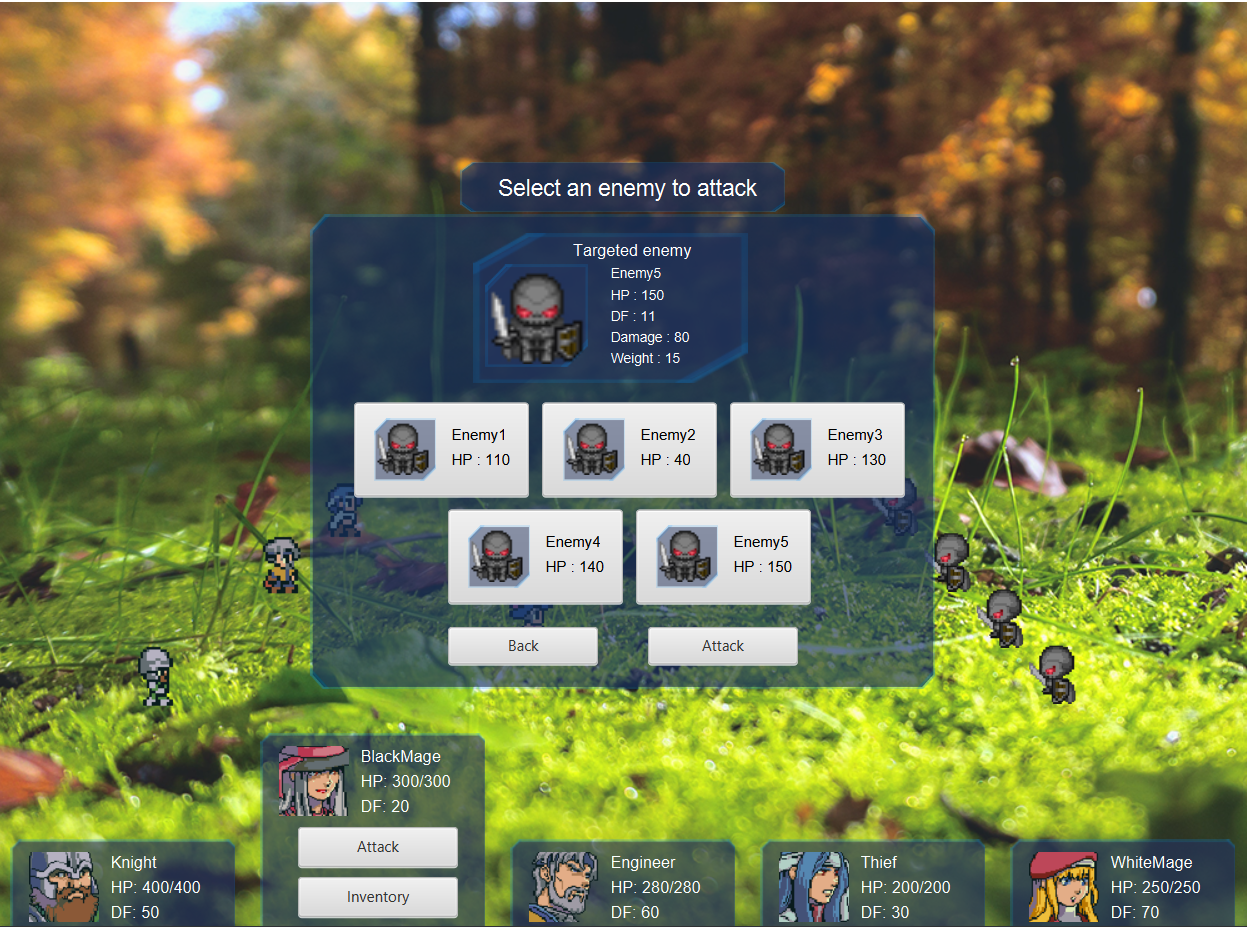 Select an enemy to attack
Targeted enemy
Enemy5
HP : 150
DF : 11
Damage : 80
Weight : 15
Enemy1
HP : 110
Enemy2
HP : 40
Enemy3
HP : 130
Enemy4
HP : 140
Enemy5
HP : 150
Back
Attack
BlackMage
HP: 300/300
DF: 20
Attack
Inventory
Knight
HP: 400/400
DF: 50
Engineer
HP: 280/280
DF: 60
Thief
HP: 200/200
DF: 30
WhiteMage
HP: 250/250
DF: 70